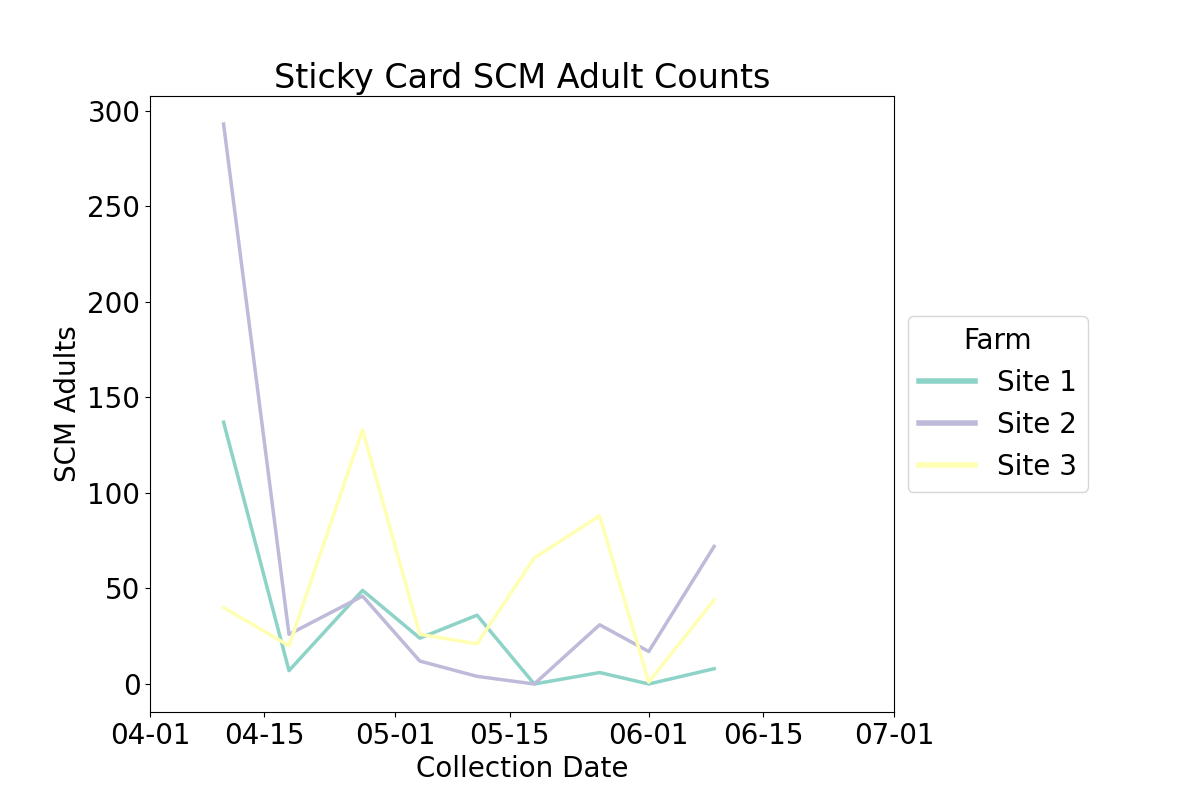 Sticky Card SCM Adult Counts
300
250
200
150
100
50
0
SCM Adults
04-01 04-15 05-01 05-15 06-01 06-15 07-01
Collection Date
Farm
Site 1
Site 2
Site 3